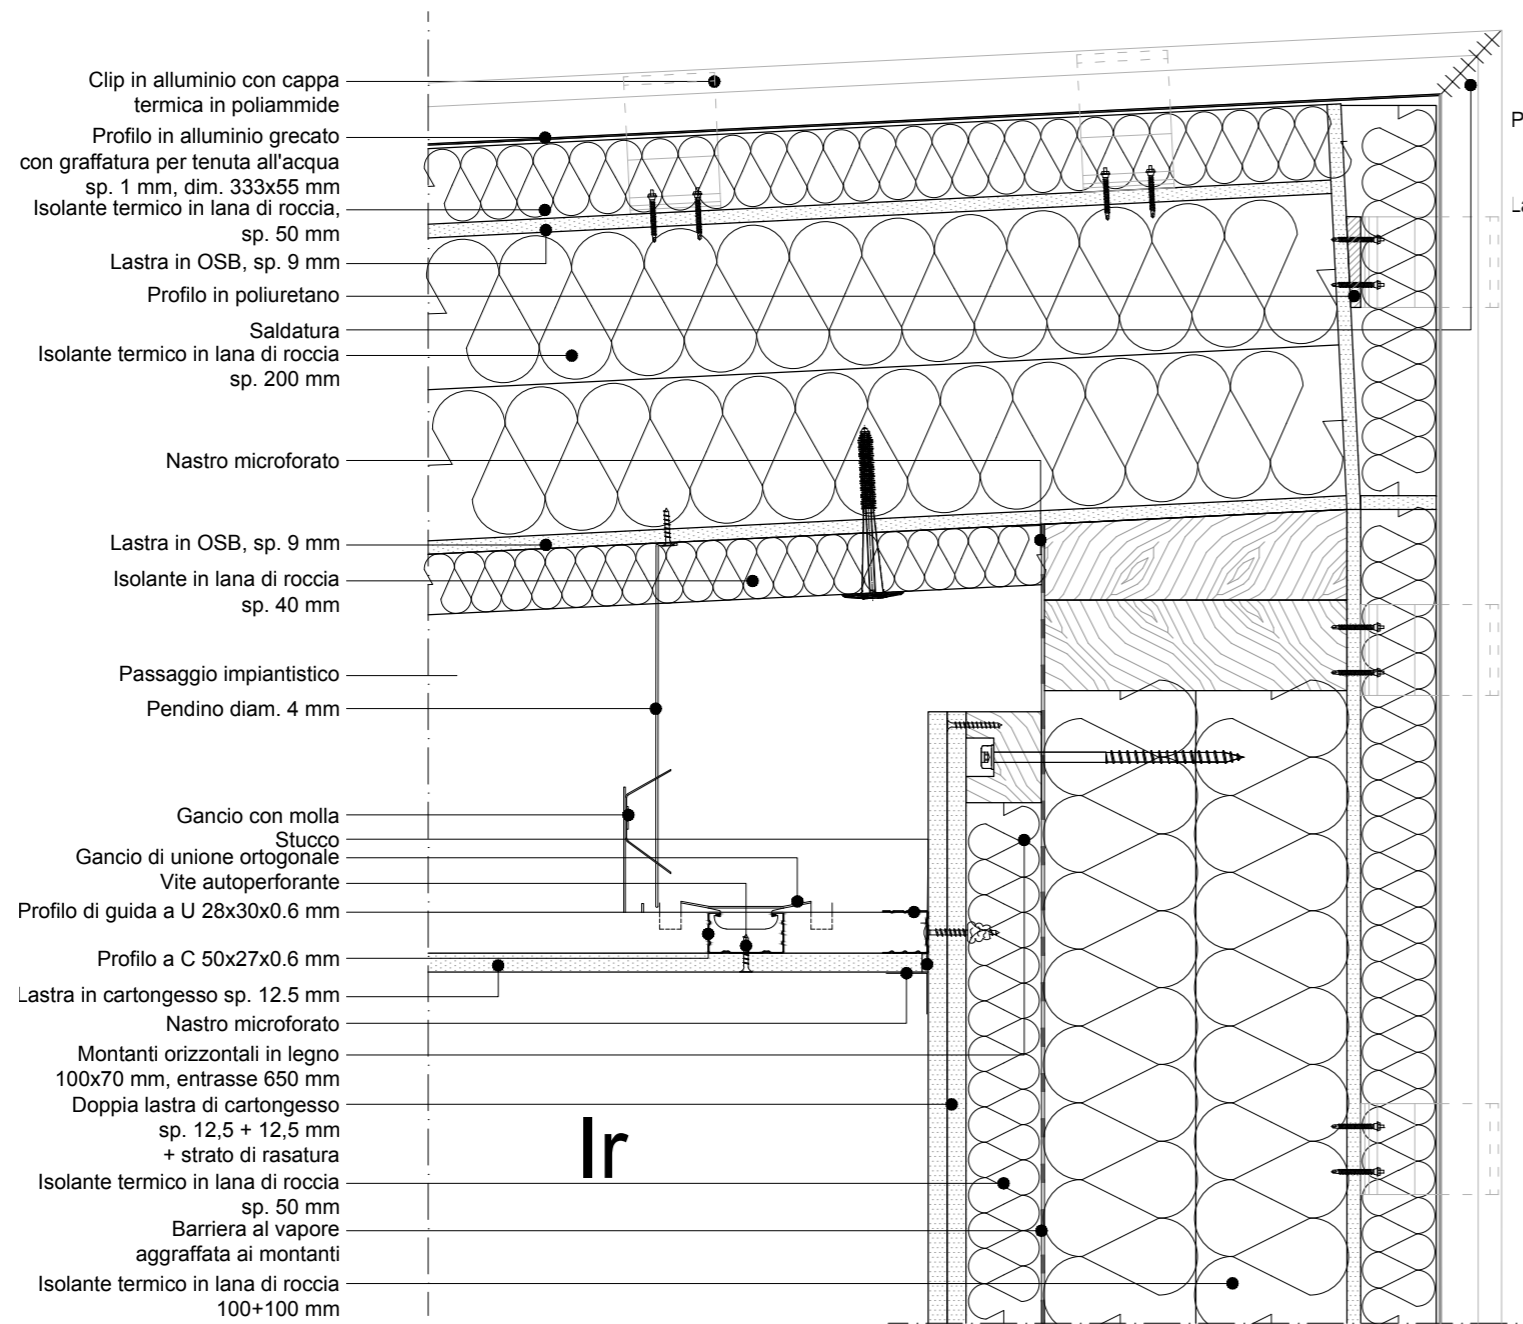 Clip in alluminio con cappa
termica in poliammide
Profilo in alluminio grecato
con graffatura per tenuta all'acqua
sp. 1 mm, dim. 333x55 mm
Isolante termico in lana di roccia,
sp. 50 mm
Lastra in OSB, sp. 9 mm
Profilo in poliuretano
Saldatura
Isolante termico in lana di roccia
sp. 200 mm
Nastro microforato
Lastra in OSB, sp. 9 mm
Isolante in lana di roccia
sp. 40 mm
Passaggio impiantistico
Pendino diam. 4 mm
Gancio con molla
Stucco
Gancio di unione ortogonale
Vite autoperforante
Profilo di guida a U 28x30x0.6 mm
Profilo a C 50x27x0.6 mm
Lastra in cartongesso sp. 12.5 mm
Nastro microforato
Montanti orizzontali in legno
100x70 mm, entrasse 650 mm
Doppia lastra di cartongesso
sp. 12,5 + 12,5 mm
+ strato di rasatura
Isolante termico in lana di roccia
sp. 50 mm
Barriera al vapore
aggraffata ai montanti
Isolante termico in lana di roccia
100+100 mm
Ir